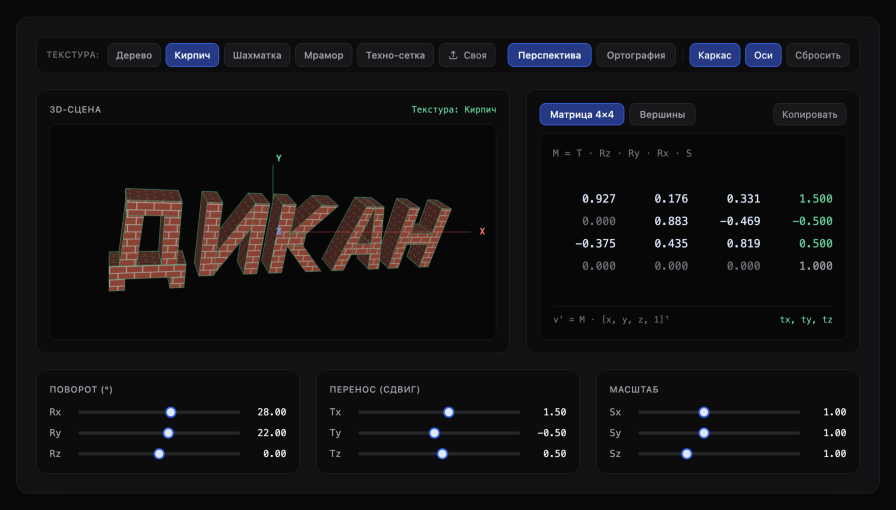 ТЕКСТУРА: Дерево Кирпич Шахматка Мрамор Техно-сетка Своя Перспектива Ортография Каркас Оси Сбросить
3D-СЦЕНА Текстура: Кирпич
Y
ДИКАН
Z
X
Матрица 4×4 Вершины Копировать
M = T · Rz · Ry · Rx · S
0.927 0.176 0.331 1.500
0.000 0.883 −0.469 −0.500
−0.375 0.435 0.819 0.500
0.000 0.000 0.000 1.000
v' = M · [x, y, z, 1]ᵀ tx, ty, tz
ПОВОРОТ (°)
Rx 28.00
Ry 22.00
Rz 0.00
ПЕРЕНОС (СДВИГ)
Tx 1.50
Ty −0.50
Tz 0.50
МАСШТАБ
Sx 1.00
Sy 1.00
Sz 1.00